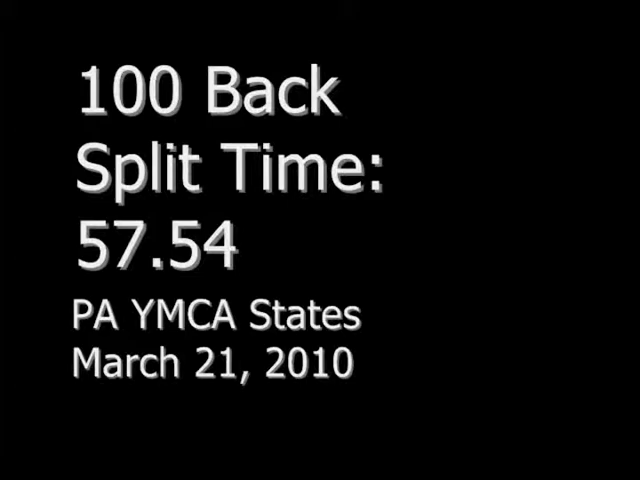 100 Back
Split Time:
57.54
PA YMCA States
March 21, 2010